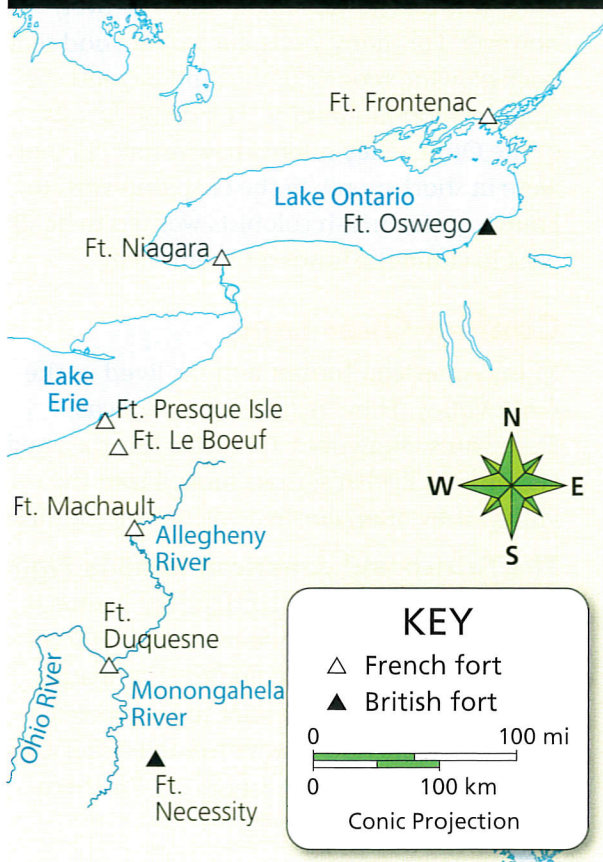 Ft. Frontenac
Lake Ontario
Ft. Oswego
Ft. Niagara
Lake
Erie
Ft. Presque Isle
Ft. Le Boeuf
N
W
E
S
Ft. Machault
Allegheny
River
Ft.
Duquesne
Ohio River
Monongahela
River
Ft.
Necessity
KEY
French fort
British fort
0
100 mi
0
100 km
Conic Projection